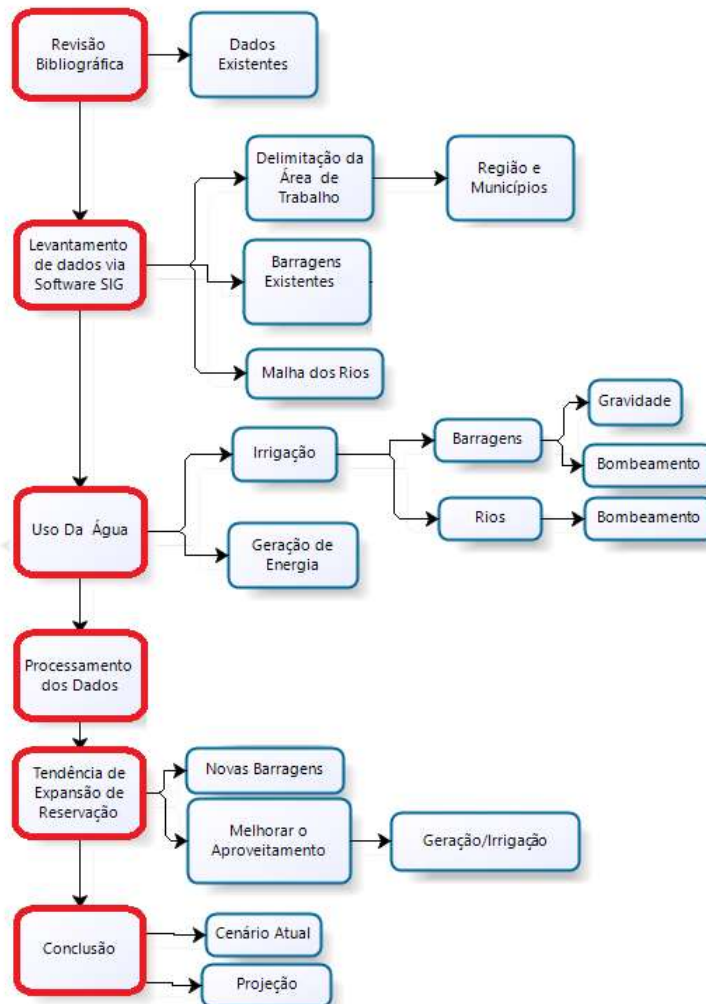 Revisão
Bibliográfica
Dados
Existentes
Delimitação da
Área de
Trabalho
Região e
Municípios
Levantamento
de dados via
Software SIG
Barragens
Existentes
Malha dos Rios
Gravidade
Irrigação
Barragens
Bombeamento
Uso Da Água
Rios
Bombeamento
Geração de
Energia
Processamento
dos Dados
Tendência de
Expansão de
Reservação
Novas Barragens
Melhorar o
Aproveitamento
Geração/Irrigação
Conclusão
Cenário Atual
Projeção